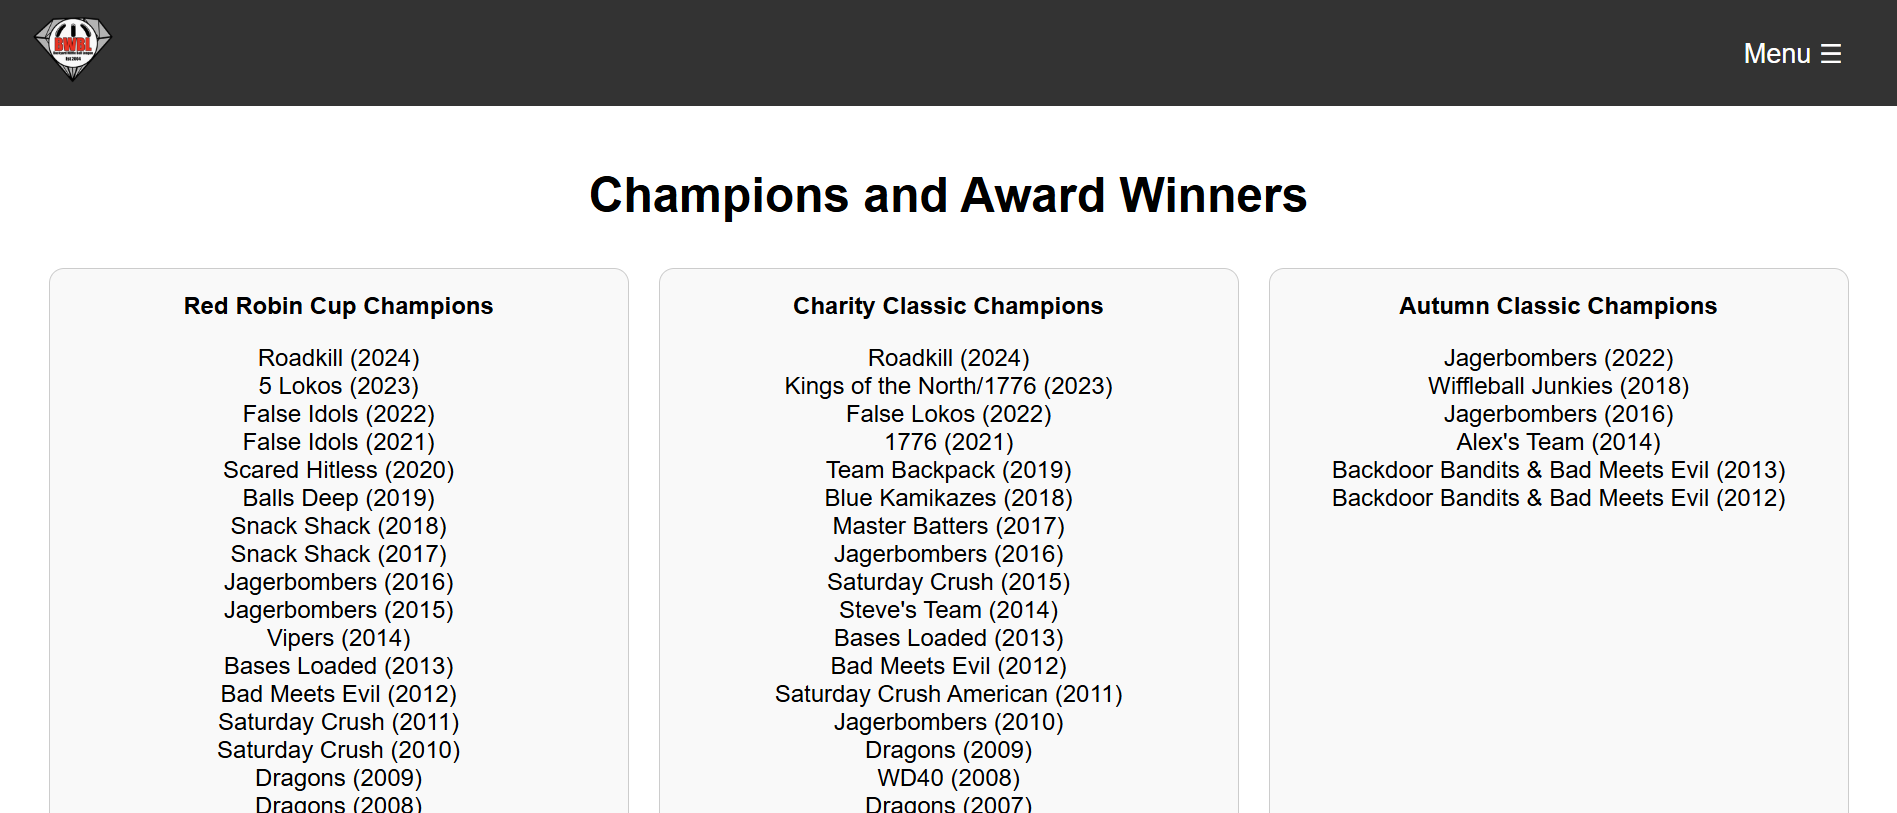 BWBL
Menu ☰
Champions and Award Winners
Red Robin Cup Champions
Roadkill (2024)
5 Lokos (2023)
False Idols (2022)
False Idols (2021)
Scared Hitless (2020)
Balls Deep (2019)
Snack Shack (2018)
Snack Shack (2017)
Jagerbombers (2016)
Jagerbombers (2015)
Vipers (2014)
Bases Loaded (2013)
Bad Meets Evil (2012)
Saturday Crush (2011)
Saturday Crush (2010)
Dragons (2009)
Dragons (2008)
Charity Classic Champions
Roadkill (2024)
Kings of the North/1776 (2023)
False Lokos (2022)
1776 (2021)
Team Backpack (2019)
Blue Kamikazes (2018)
Master Batters (2017)
Jagerbombers (2016)
Saturday Crush (2015)
Steve's Team (2014)
Bases Loaded (2013)
Bad Meets Evil (2012)
Saturday Crush American (2011)
Jagerbombers (2010)
Dragons (2009)
WD40 (2008)
Dragons (2007)
Autumn Classic Champions
Jagerbombers (2022)
Wiffleball Junkies (2018)
Jagerbombers (2016)
Alex's Team (2014)
Backdoor Bandits & Bad Meets Evil (2013)
Backdoor Bandits & Bad Meets Evil (2012)